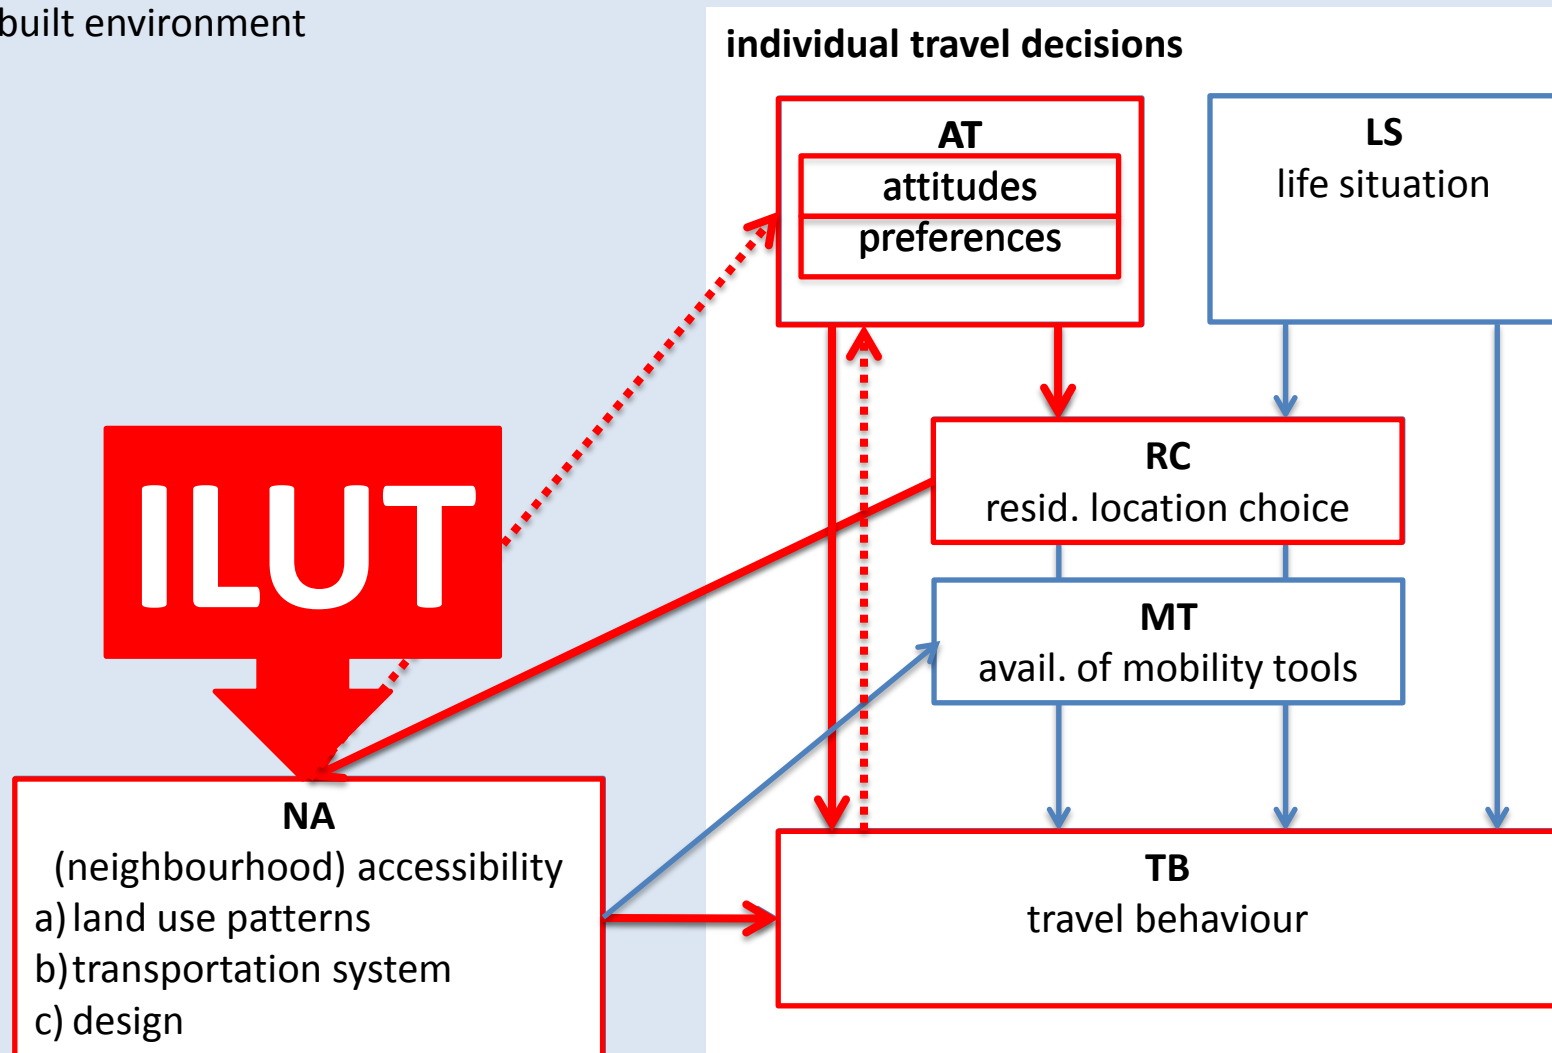 built environment
individual travel decisions
AT
attitudes
preferences
LS
life situation
RC
resid. location choice
ILUT
MT
avail. of mobility tools
NA
(neighbourhood) accessibility
a) land use patterns
b) transportation system
c) design
TB
travel behaviour